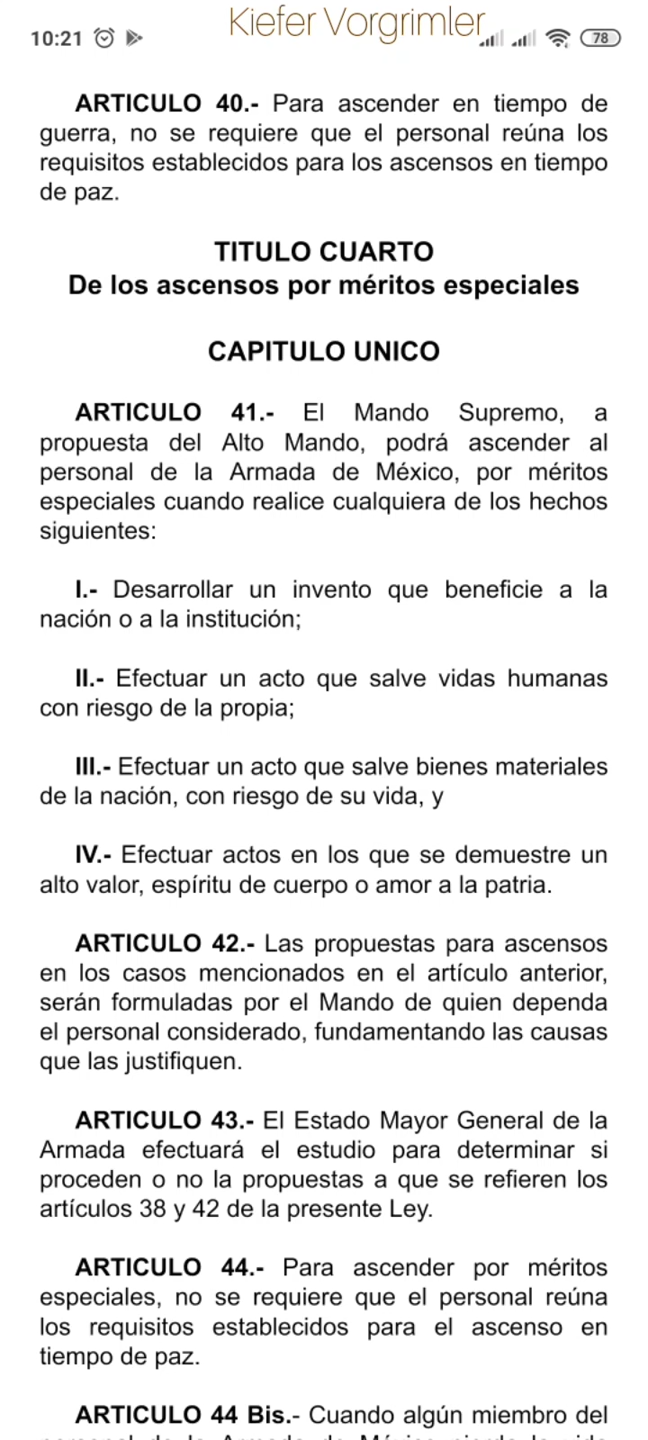 Kiefer Vorgrimler
10:21
78
ARTICULO 40.- Para ascender en tiempo de
guerra, no se requiere que el personal reúna los
requisitos establecidos para los ascensos en tiempo
de paz.
TITULO CUARTO
De los ascensos por méritos especiales
CAPITULO UNICO
ARTICULO 41.- El Mando Supremo, a
propuesta del Alto Mando, podrá ascender al
personal de la Armada de México, por méritos
especiales cuando realice cualquiera de los hechos
siguientes:
I.- Desarrollar un invento que beneficie a la
nación o a la institución;
II.- Efectuar un acto que salve vidas humanas
con riesgo de la propia;
III.- Efectuar un acto que salve bienes materiales
de la nación, con riesgo de su vida, y
IV.- Efectuar actos en los que se demuestre un
alto valor, espíritu de cuerpo o amor a la patria.
ARTICULO 42.- Las propuestas para ascensos
en los casos mencionados en el artículo anterior,
serán formuladas por el Mando de quien dependa
el personal considerado, fundamentando las causas
que las justifiquen.
ARTICULO 43.- El Estado Mayor General de la
Armada efectuará el estudio para determinar si
proceden o no la propuestas a que se refieren los
artículos 38 y 42 de la presente Ley.
ARTICULO 44.- Para ascender por méritos
especiales, no se requiere que el personal reúna
los requisitos establecidos para el ascenso en
tiempo de paz.
ARTICULO 44 Bis.- Cuando algún miembro del